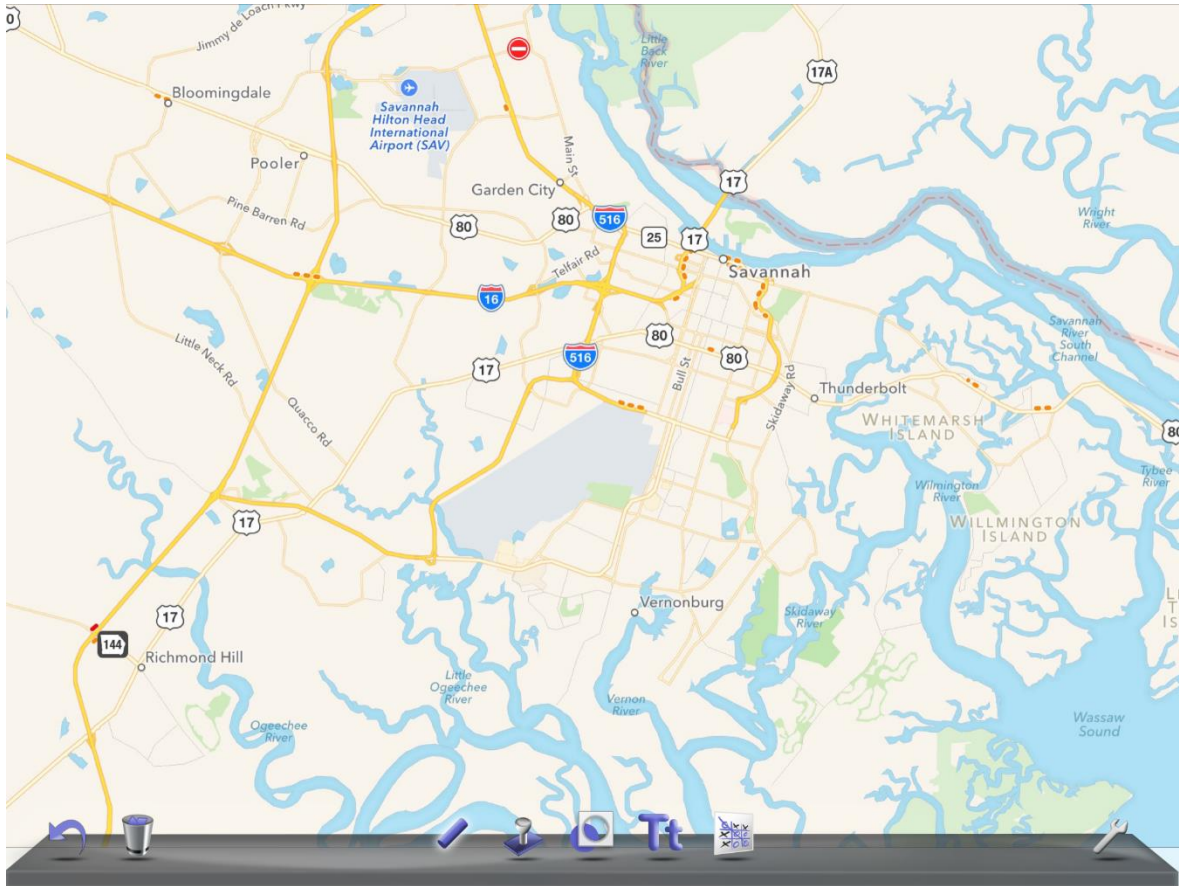 0
Jimmy de Loach Pkwy
Little
Back
River
17A
Bloomingdale
Savannah
Hilton Head
International
Airport (SAV)
Main St
Pooler
Garden City
17
Wright
River
Pine Barren Rd
80
80
516
25
17
Telfair Rd
Savannah
16
Savannah
River
South
Channel
Little Neck Rd
80
516
80
17
Bull St
Skidaway Rd
Thunderbolt
Quacco Rd
WHITEMARSH
ISLAND
80
Tybee
River
Wilmington
River
17
WILLMINGTON
ISLAND
17
Vernonburg
Skidaway
River
144
Richmond Hill
Little
Ogeechee
River
Vernon
River
Ogeechee
River
Wassaw
Sound
Tt